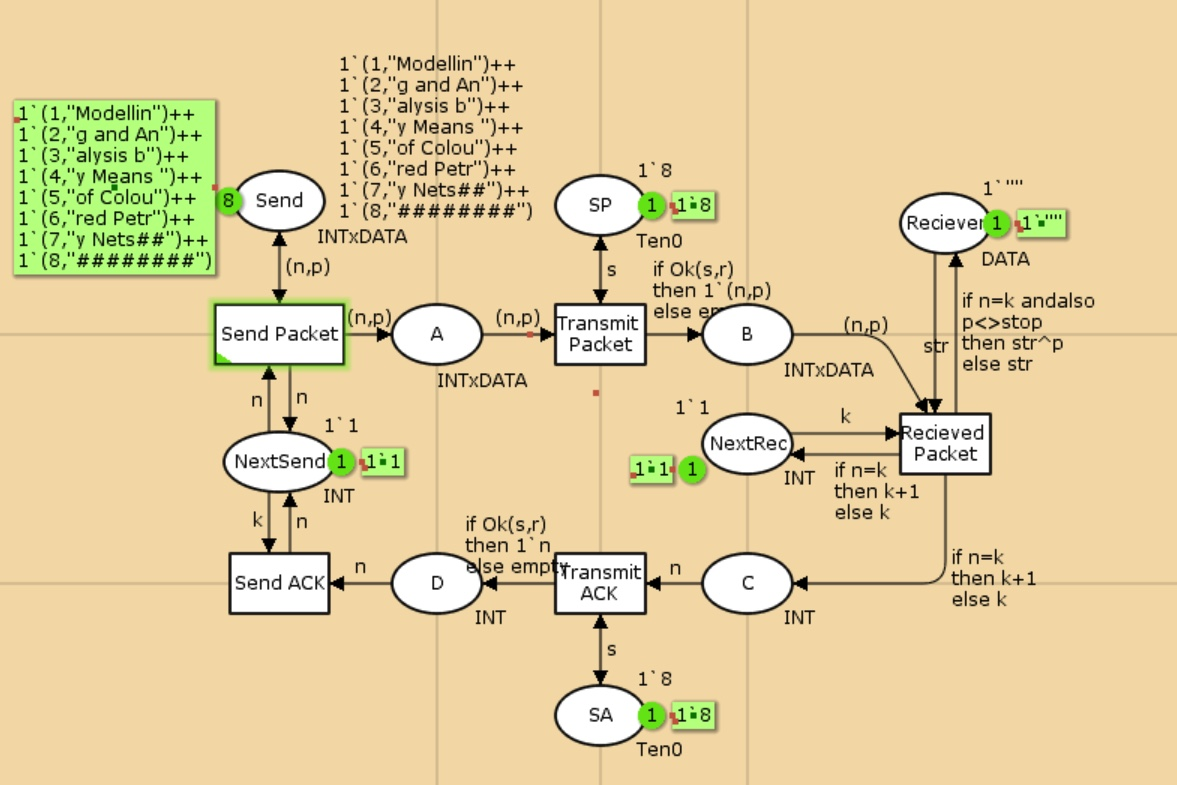 1`(1,"Modellin")++
1`(2,"g and An")++
1`(3,"alysis b")++
1`(4,"y Means ")++
1`(5,"of Colou")++
1`(6,"red Petr")++
1`(7,"y Nets##")++
1`(8,"########")
1`(1,"Modellin")++
1`(2,"g and An")++
1`(3,"alysis b")++
1`(4,"y Means ")++
1`(5,"of Colou")++
1`(6,"red Petr")++
1`(7,"y Nets##")++
1`(8,"########")
8
Send
INTxDATA
(n,p)
1`8
SP
1
1`8
Ten0
s
if Ok(s,r)
then 1`(n,p)
else
1`""
Reciever
1
1`""
DATA
if n=k andalso
p<>stop
then str^p
else str
str
Send Packet
(n,p)
A
INTxDATA
(n,p)
Transmit
Packet
B
INTxDATA
(n,p)
n
n
1`1
NextSend
1
1`1
INT
k
n
1`1
NextRec
1`1
1
INT
k
if n=k
then k+1
else k
Recieved
Packet
if n=k
then k+1
else k
Send ACK
n
D
INT
if Ok(s,r)
then 1`n
else empty
Transmit
ACK
n
C
INT
s
1`8
SA
1
1`8
Ten0